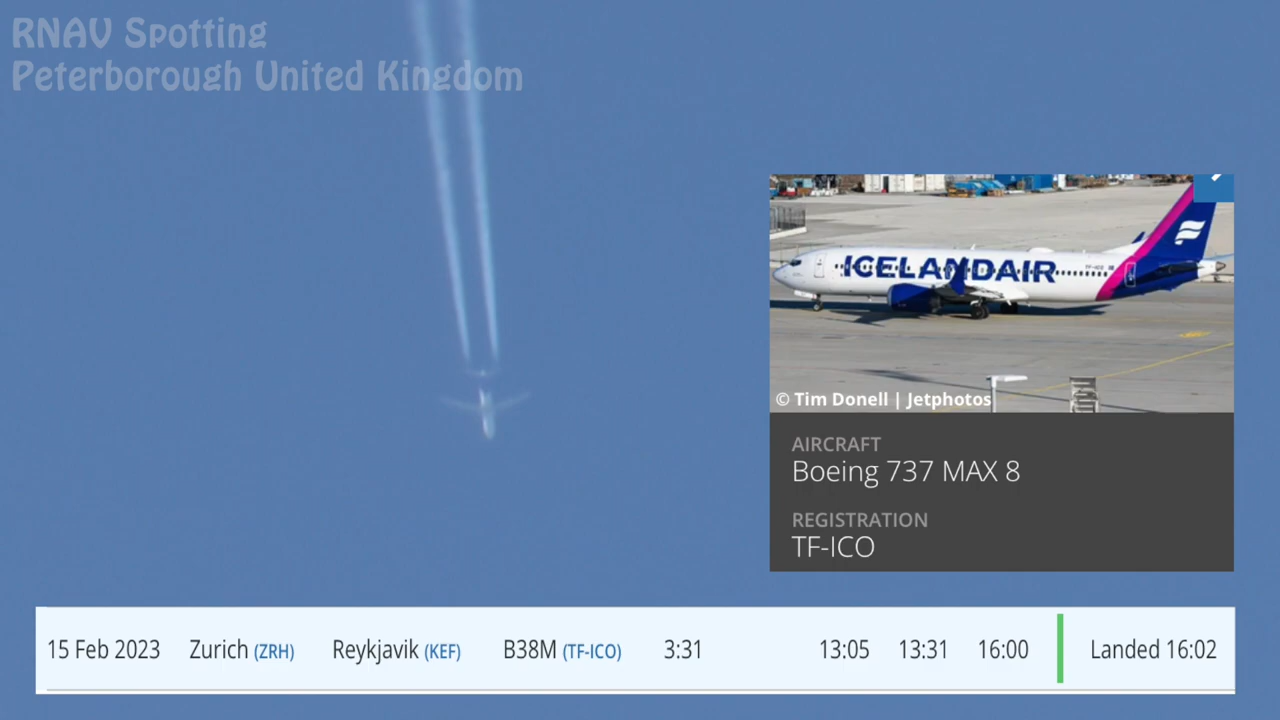 RNAV Spotting
Peterborough United Kingdom
ICELANDAIR
© Tim Donell | Jetphotos
AIRCRAFT
Boeing 737 MAX 8
REGISTRATION
TF-ICO
15 Feb 2023 Zurich (ZRH) Reykjavik (KEF) B38M (TF-ICO) 3:31 13:05 13:31 16:00 Landed 16:02